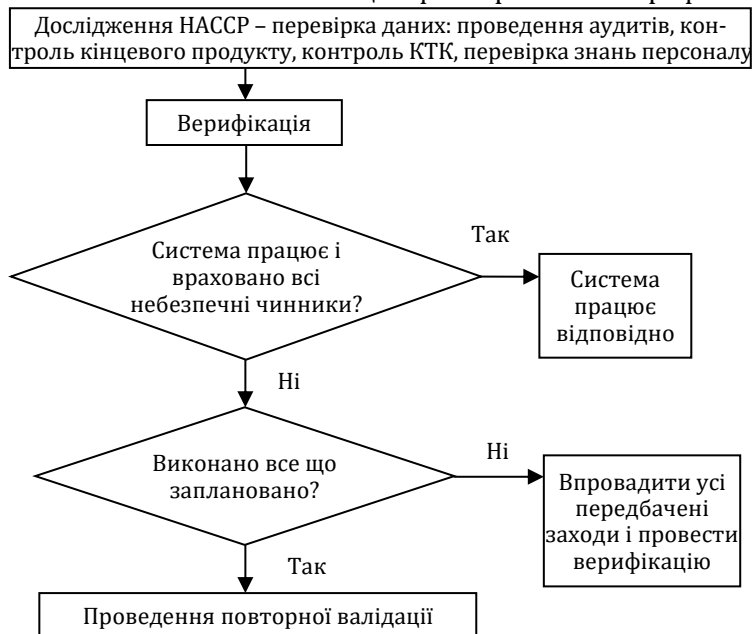 Дослідження НАССР – перевірка даних: проведення аудитів, кон-
троль кінцевого продукту, контроль КТК, перевірка знань персоналу
Верифікація
Система працює і
враховано всі
небезпечні чинники?
Так
Система
працює
відповідно
Ні
Виконано все що
заплановано?
Ні
Впровадити усі
передбачені
заходи і провести
верифікацію
Так
Проведення повторної валідації